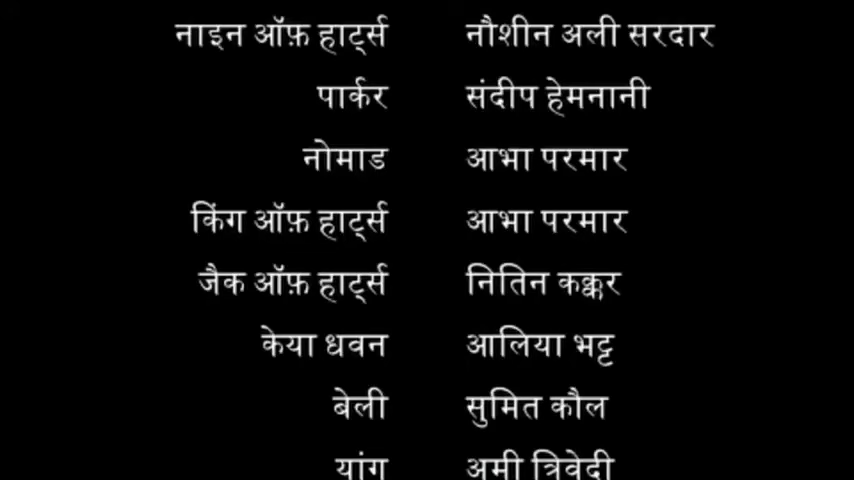 नाइन ऑफ़ हार्ट्स नौशीन अली सरदार
पार्कर संदीप हेमनानी
नोमाड आभा परमार
किंग ऑफ़ हार्ट्स आभा परमार
जैक ऑफ़ हार्ट्स नितिन कक्कर
केया धवन आलिया भट्ट
बेली सुमित कौल
यांग अमी त्रिवेदी